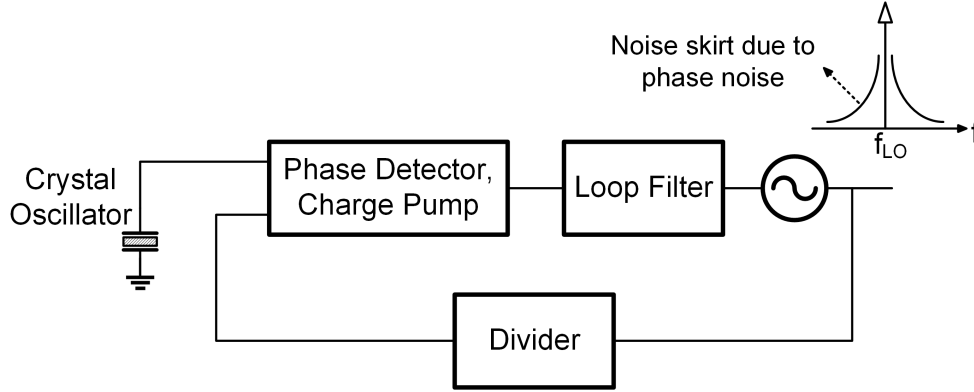 Noise skirt due to
phase noise
f
fLO
Crystal
Oscillator
Phase Detector,
Charge Pump
Loop Filter
Divider